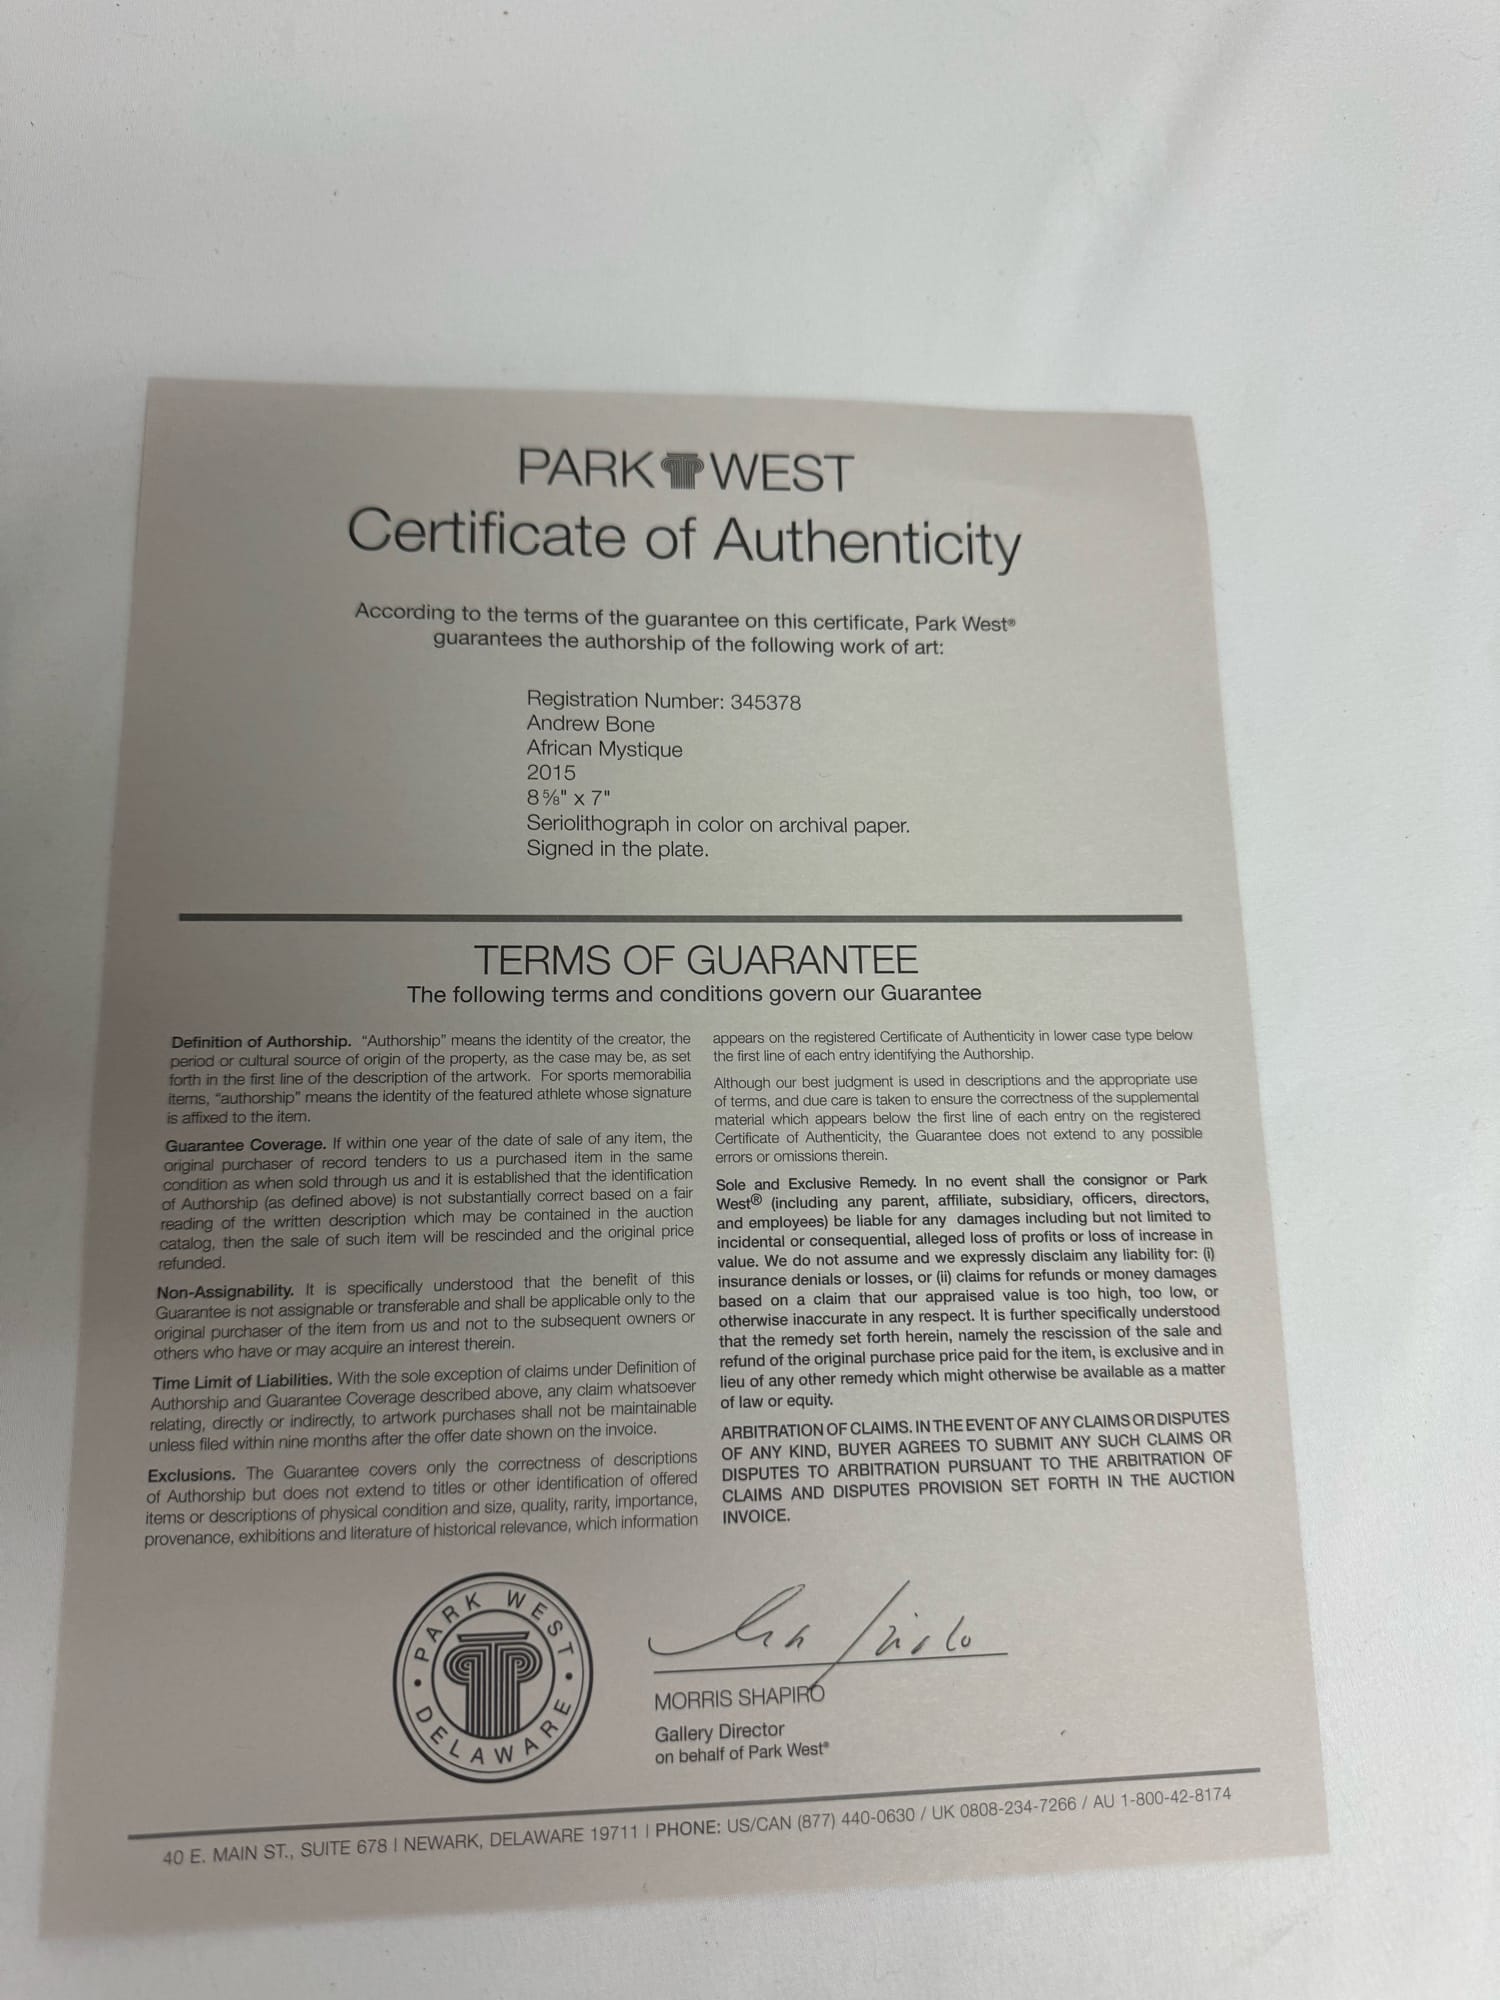 PARK WEST
Certificate of Authenticity
According to the terms of the guarantee on this certificate, Park West®
guarantees the authorship of the following work of art:
Registration Number: 345378
Andrew Bone
African Mystique
2015
8⅝" x 7"
Seriolithograph in color on archival paper.
Signed in the plate.
TERMS OF GUARANTEE
The following terms and conditions govern our Guarantee
Definition of Authorship. “Authorship” means the identity of the creator, the
period or cultural source of origin of the property, as the case may be, as set
forth in the first line of the description of the artwork. For sports memorabilia
items, “authorship” means the identity of the featured athlete whose signature
is affixed to the item.
Guarantee Coverage. If within one year of the date of sale of any item, the
original purchaser of record tenders to us a purchased item in the same
condition as when sold through us and it is established that the identification
of Authorship (as defined above) is not substantially correct based on a fair
reading of the written description which may be contained in the auction
catalog, then the sale of such item will be rescinded and the original price
refunded.
Non-Assignability. It is specifically understood that the benefit of this
Guarantee is not assignable or transferable and shall be applicable only to the
original purchaser of the item from us and not to the subsequent owners or
others who have or may acquire an interest therein.
Time Limit of Liabilities. With the sole exception of claims under Definition of
Authorship and Guarantee Coverage described above, any claim whatsoever
relating, directly or indirectly, to artwork purchases shall not be maintainable
unless filed within nine months after the offer date shown on the invoice.
Exclusions. The Guarantee covers only the correctness of descriptions
of Authorship but does not extend to titles or other identification of offered
items or descriptions of physical condition and size, quality, rarity, importance,
provenance, exhibitions and literature of historical relevance, which information
appears on the registered Certificate of Authenticity in lower case type below
the first line of each entry identifying the Authorship.
Although our best judgment is used in descriptions and the appropriate use
of terms, and due care is taken to ensure the correctness of the supplemental
material which appears below the first line of each entry on the registered
Certificate of Authenticity, the Guarantee does not extend to any possible
errors or omissions therein.
Sole and Exclusive Remedy. In no event shall the consignor or Park
West® (including any parent, affiliate, subsidiary, officers, directors,
and employees) be liable for any damages including but not limited to
incidental or consequential, alleged loss of profits or loss of increase in
value. We do not assume and we expressly disclaim any liability for: (i)
insurance denials or losses, or (ii) claims for refunds or money damages
based on a claim that our appraised value is too high, too low, or
otherwise inaccurate in any respect. It is further specifically understood
that the remedy set forth herein, namely the rescission of the sale and
refund of the original purchase price paid for the item, is exclusive and in
lieu of any other remedy which might otherwise be available as a matter
of law or equity.
ARBITRATION OF CLAIMS. IN THE EVENT OF ANY CLAIMS OR DISPUTES
OF ANY KIND, BUYER AGREES TO SUBMIT ANY SUCH CLAIMS OR
DISPUTES TO ARBITRATION PURSUANT TO THE ARBITRATION OF
CLAIMS AND DISPUTES PROVISION SET FORTH IN THE AUCTION
INVOICE.
PARK WEST • DELAWARE •
MORRIS SHAPIRO
Gallery Director
on behalf of Park West®
40 E. MAIN ST., SUITE 678 | NEWARK, DELAWARE 19711 | PHONE: US/CAN (877) 440-0630 / UK 0808-234-7266 / AU 1-800-42-8174